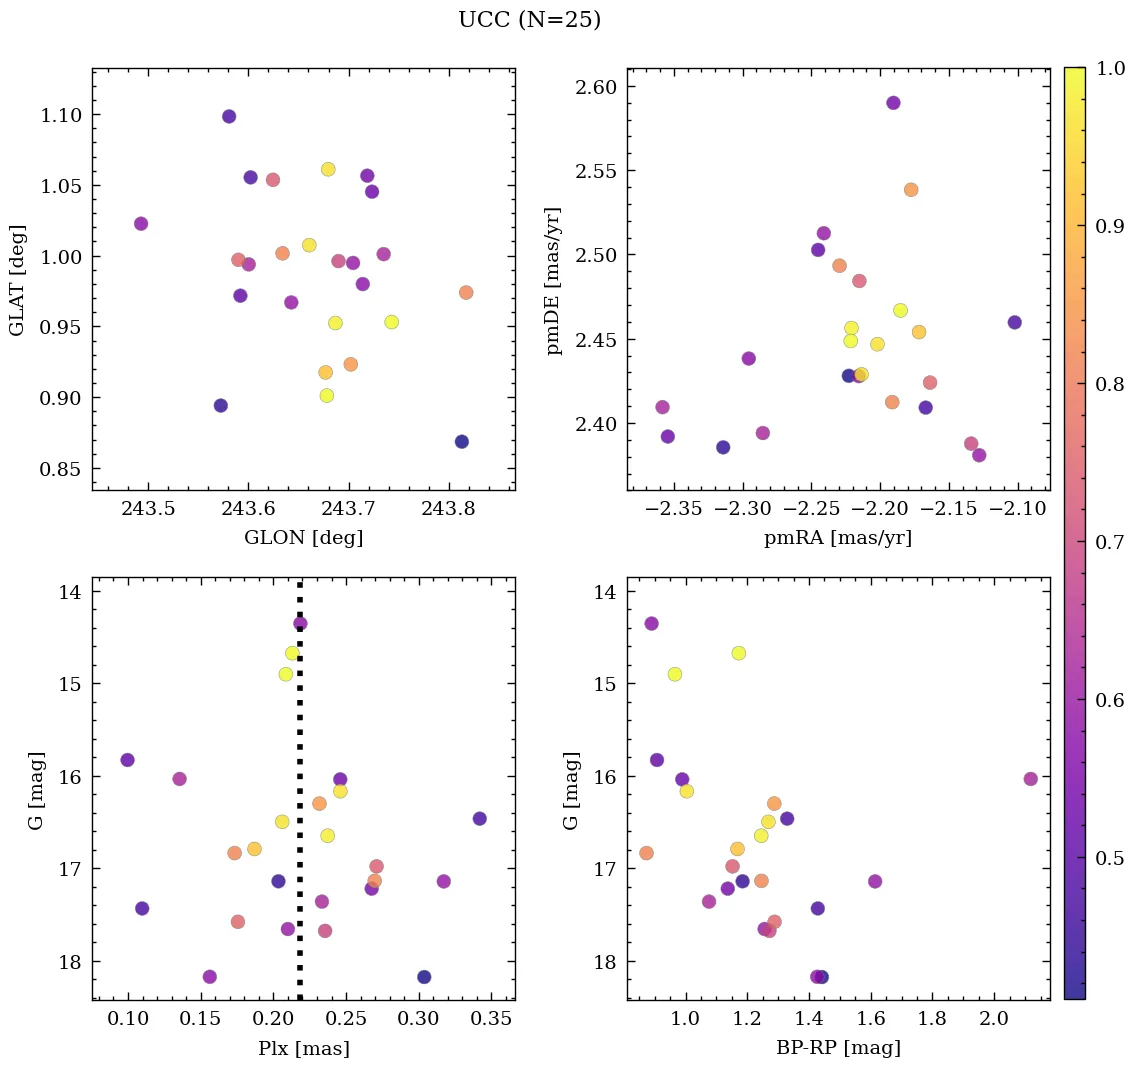 UCC (N=25)
1.10
1.05
1.00
0.95
0.90
0.85
GLAT [deg]
243.5 243.6 243.7 243.8
GLON [deg]
2.60
2.55
2.50
2.45
2.40
pmDE [mas/yr]
−2.35 −2.30 −2.25 −2.20 −2.15 −2.10
pmRA [mas/yr]
14
15
16
17
18
G [mag]
0.10 0.15 0.20 0.25 0.30 0.35
Plx [mas]
14
15
16
17
18
G [mag]
1.0 1.2 1.4 1.6 1.8 2.0
BP-RP [mag]
1.0
0.9
0.8
0.7
0.6
0.5